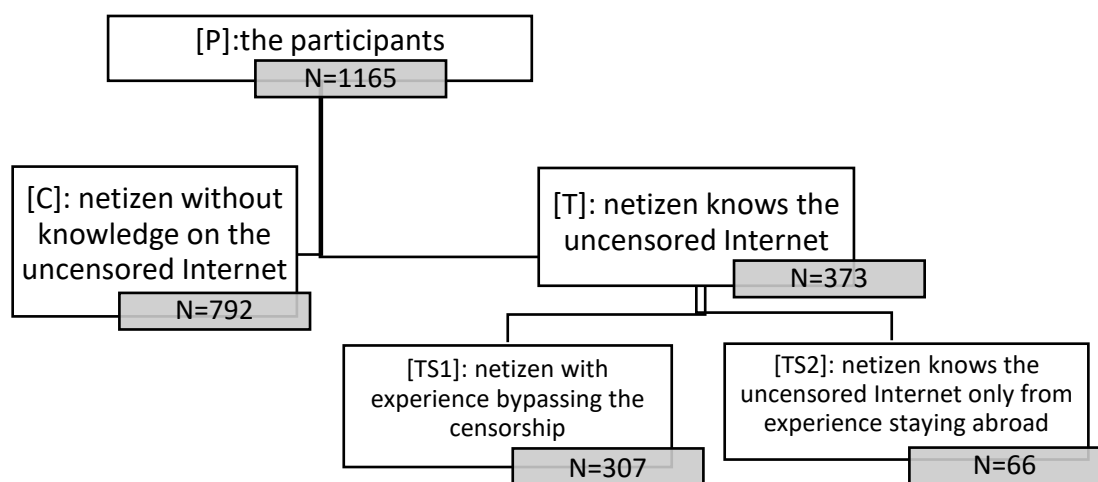 [P]:the participants
N=1165
[C]: netizen without
knowledge on the
uncensored Internet
N=792
[T]: netizen knows the
uncensored Internet
N=373
[TS1]: netizen with
experience bypassing the
censorship
N=307
[TS2]: netizen knows the
uncensored Internet only from
experience staying abroad
N=66